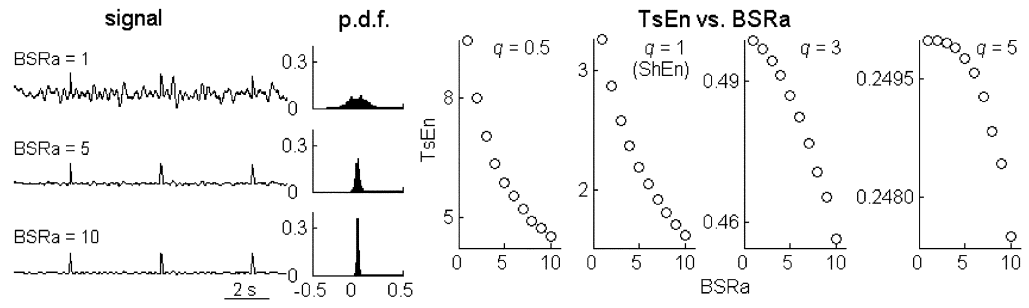 signal
p.d.f.
TsEn vs. BSRa
BSRa = 1
0.3
0
BSRa = 5
0.3
0
BSRa = 10
0.3
0
2 s
-0.5 0 0.5
TsEn
q = 0.5
8
5
0 5 10
q = 1
(ShEn)
3
2
0 5 10
q = 3
0.49
0.46
0 5 10
q = 5
0.2495
0.2480
0 5 10
BSRa